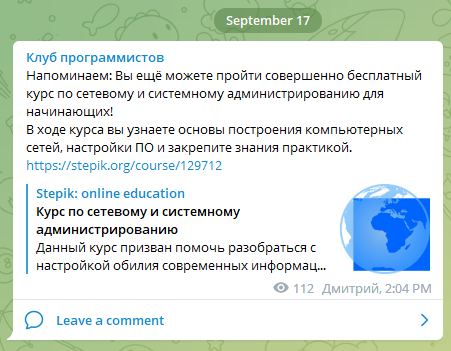 September 17
Клуб программистов
Напоминаем: Вы ещё можете пройти совершенно бесплатный
курс по сетевому и системному администрированию для
начинающих!
В ходе курса вы узнаете основы построения компьютерных
сетей, настройки ПО и закрепите знания практикой.
https://stepik.org/course/129712
Stepik: online education
Курс по сетевому и системному
администрированию
Данный курс призван помочь разобраться с
настройкой обилия современных информац...
112 Дмитрий, 2:04 PM
Leave a comment